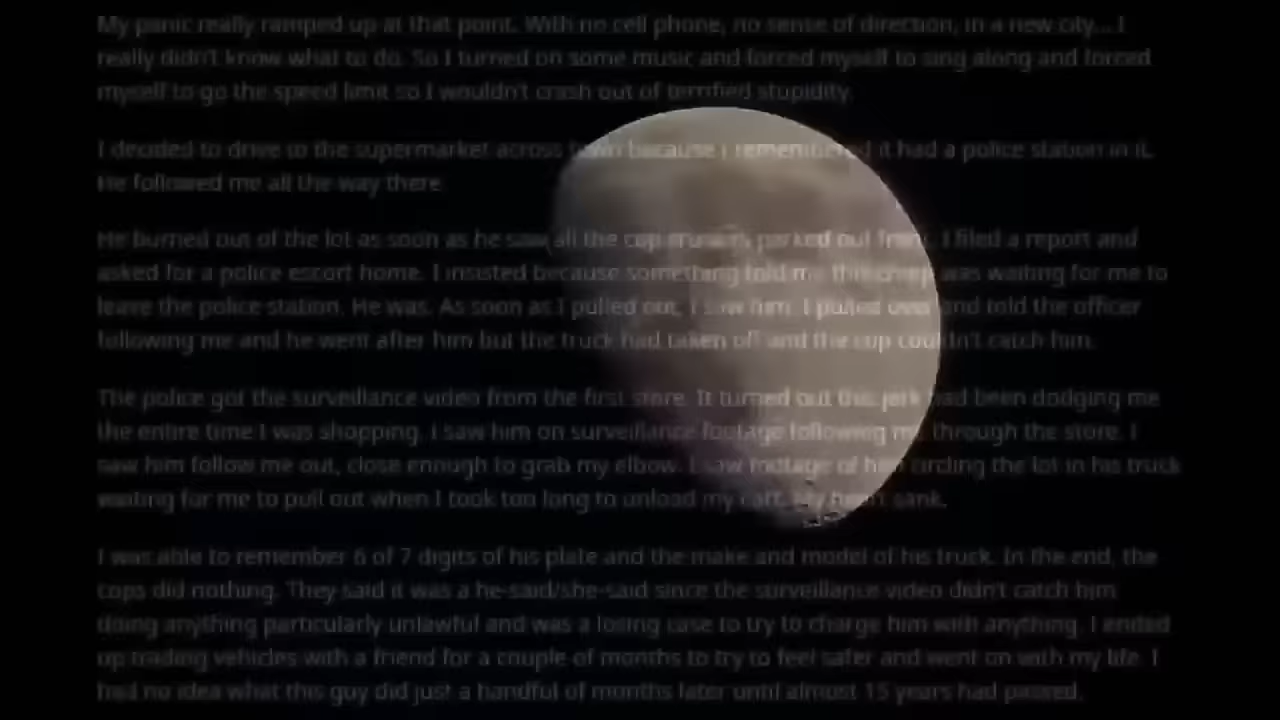 My panic really ramped up at that point. With no cell phone, no sense of direction, in a new city... I
really didn't know what to do. So I turned on some music and forced myself to sing along and forced
myself to go the speed limit so I wouldn't crash out of terrified stupidity.
I decided to drive to the supermarket across town because I remembered it had a police station in it.
He followed me all the way there.
He burned out of the lot as soon as he saw all the cop cruisers parked out front. I filed a report and
asked for a police escort home. I insisted because something told me this creep was waiting for me to
leave the police station. He was. As soon as I pulled out, I saw him. I pulled over and told the officer
following me and he went after him but the truck had taken off and the cop couldn't catch him.
The police got the surveillance video from the first store. It turned out this jerk had been dodging me
the entire time I was shopping. I saw him on surveillance footage following me through the store. I
saw him follow me out, close enough to grab my elbow. I saw footage of him circling the lot in his truck
waiting for me to pull out when I took too long to unload my cart. My heart sank.
I was able to remember 6 of 7 digits of his plate and the make and model of his truck. In the end, the
cops did nothing. They said it was a he-said/she-said since the surveillance video didn't catch him
doing anything particularly unlawful and was a losing case to try to charge him with anything. I ended
up trading vehicles with a friend for a couple of months to try to feel safer and went on with my life. I
had no idea what this guy did just a handful of months later until almost 15 years had passed.